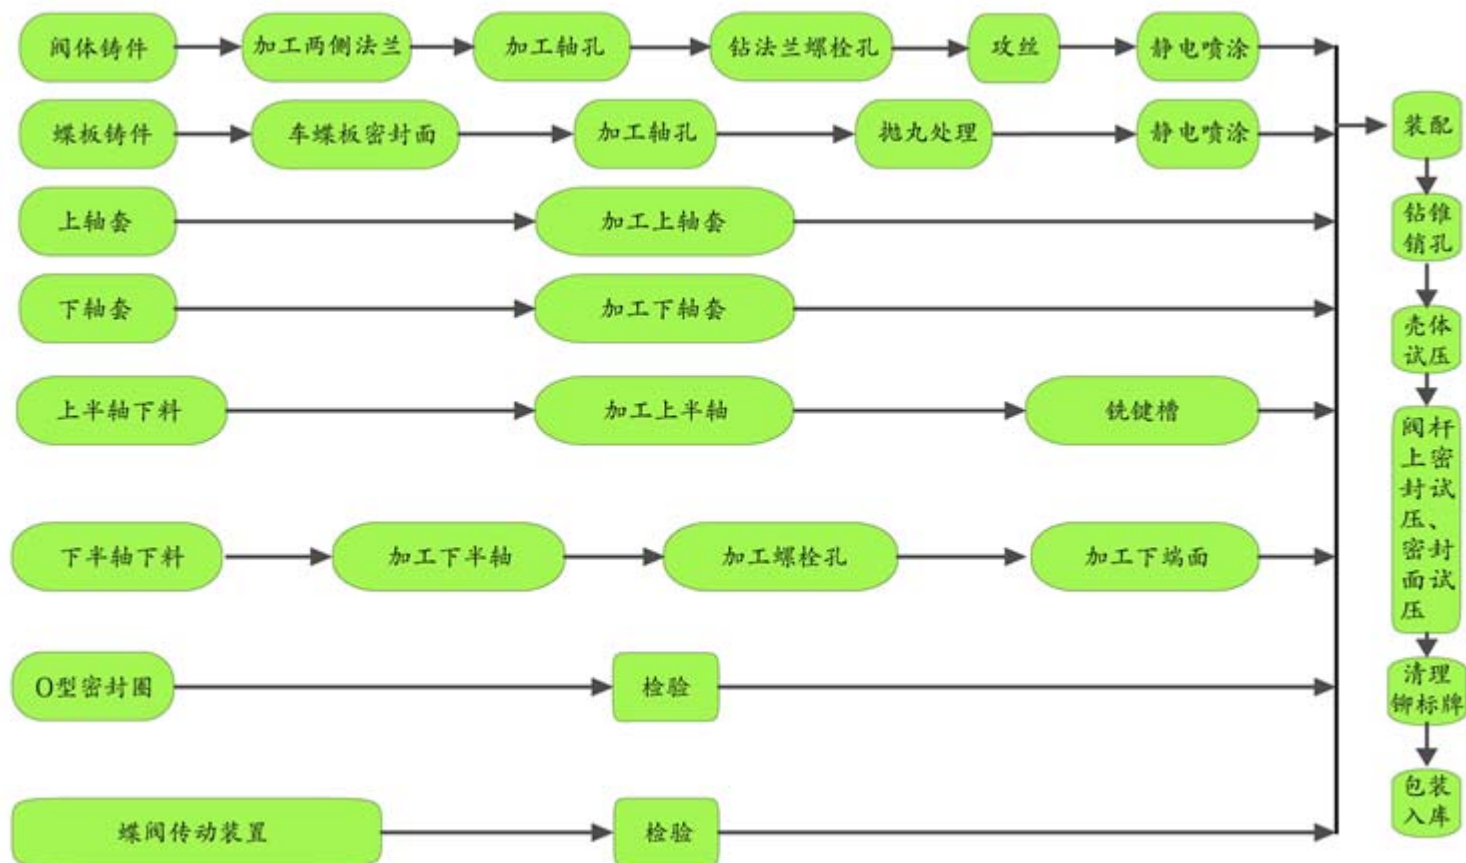 阀体铸件
加工两侧法兰
加工轴孔
钻法兰螺栓孔
攻丝
静电喷涂
蝶板铸件
车蝶板密封面
加工轴孔
抛丸处理
静电喷涂
上轴套
加工上轴套
下轴套
加工下轴套
上半轴下料
加工上半轴
铣键槽
下半轴下料
加工下半轴
加工螺栓孔
加工下端面
O型密封圈
检验
蝶阀传动装置
检验
装配
钻锥
销孔
壳体
试压
阀杆
上密
封试
压、
密封
面试
压
清理
铆标牌
包装
入库